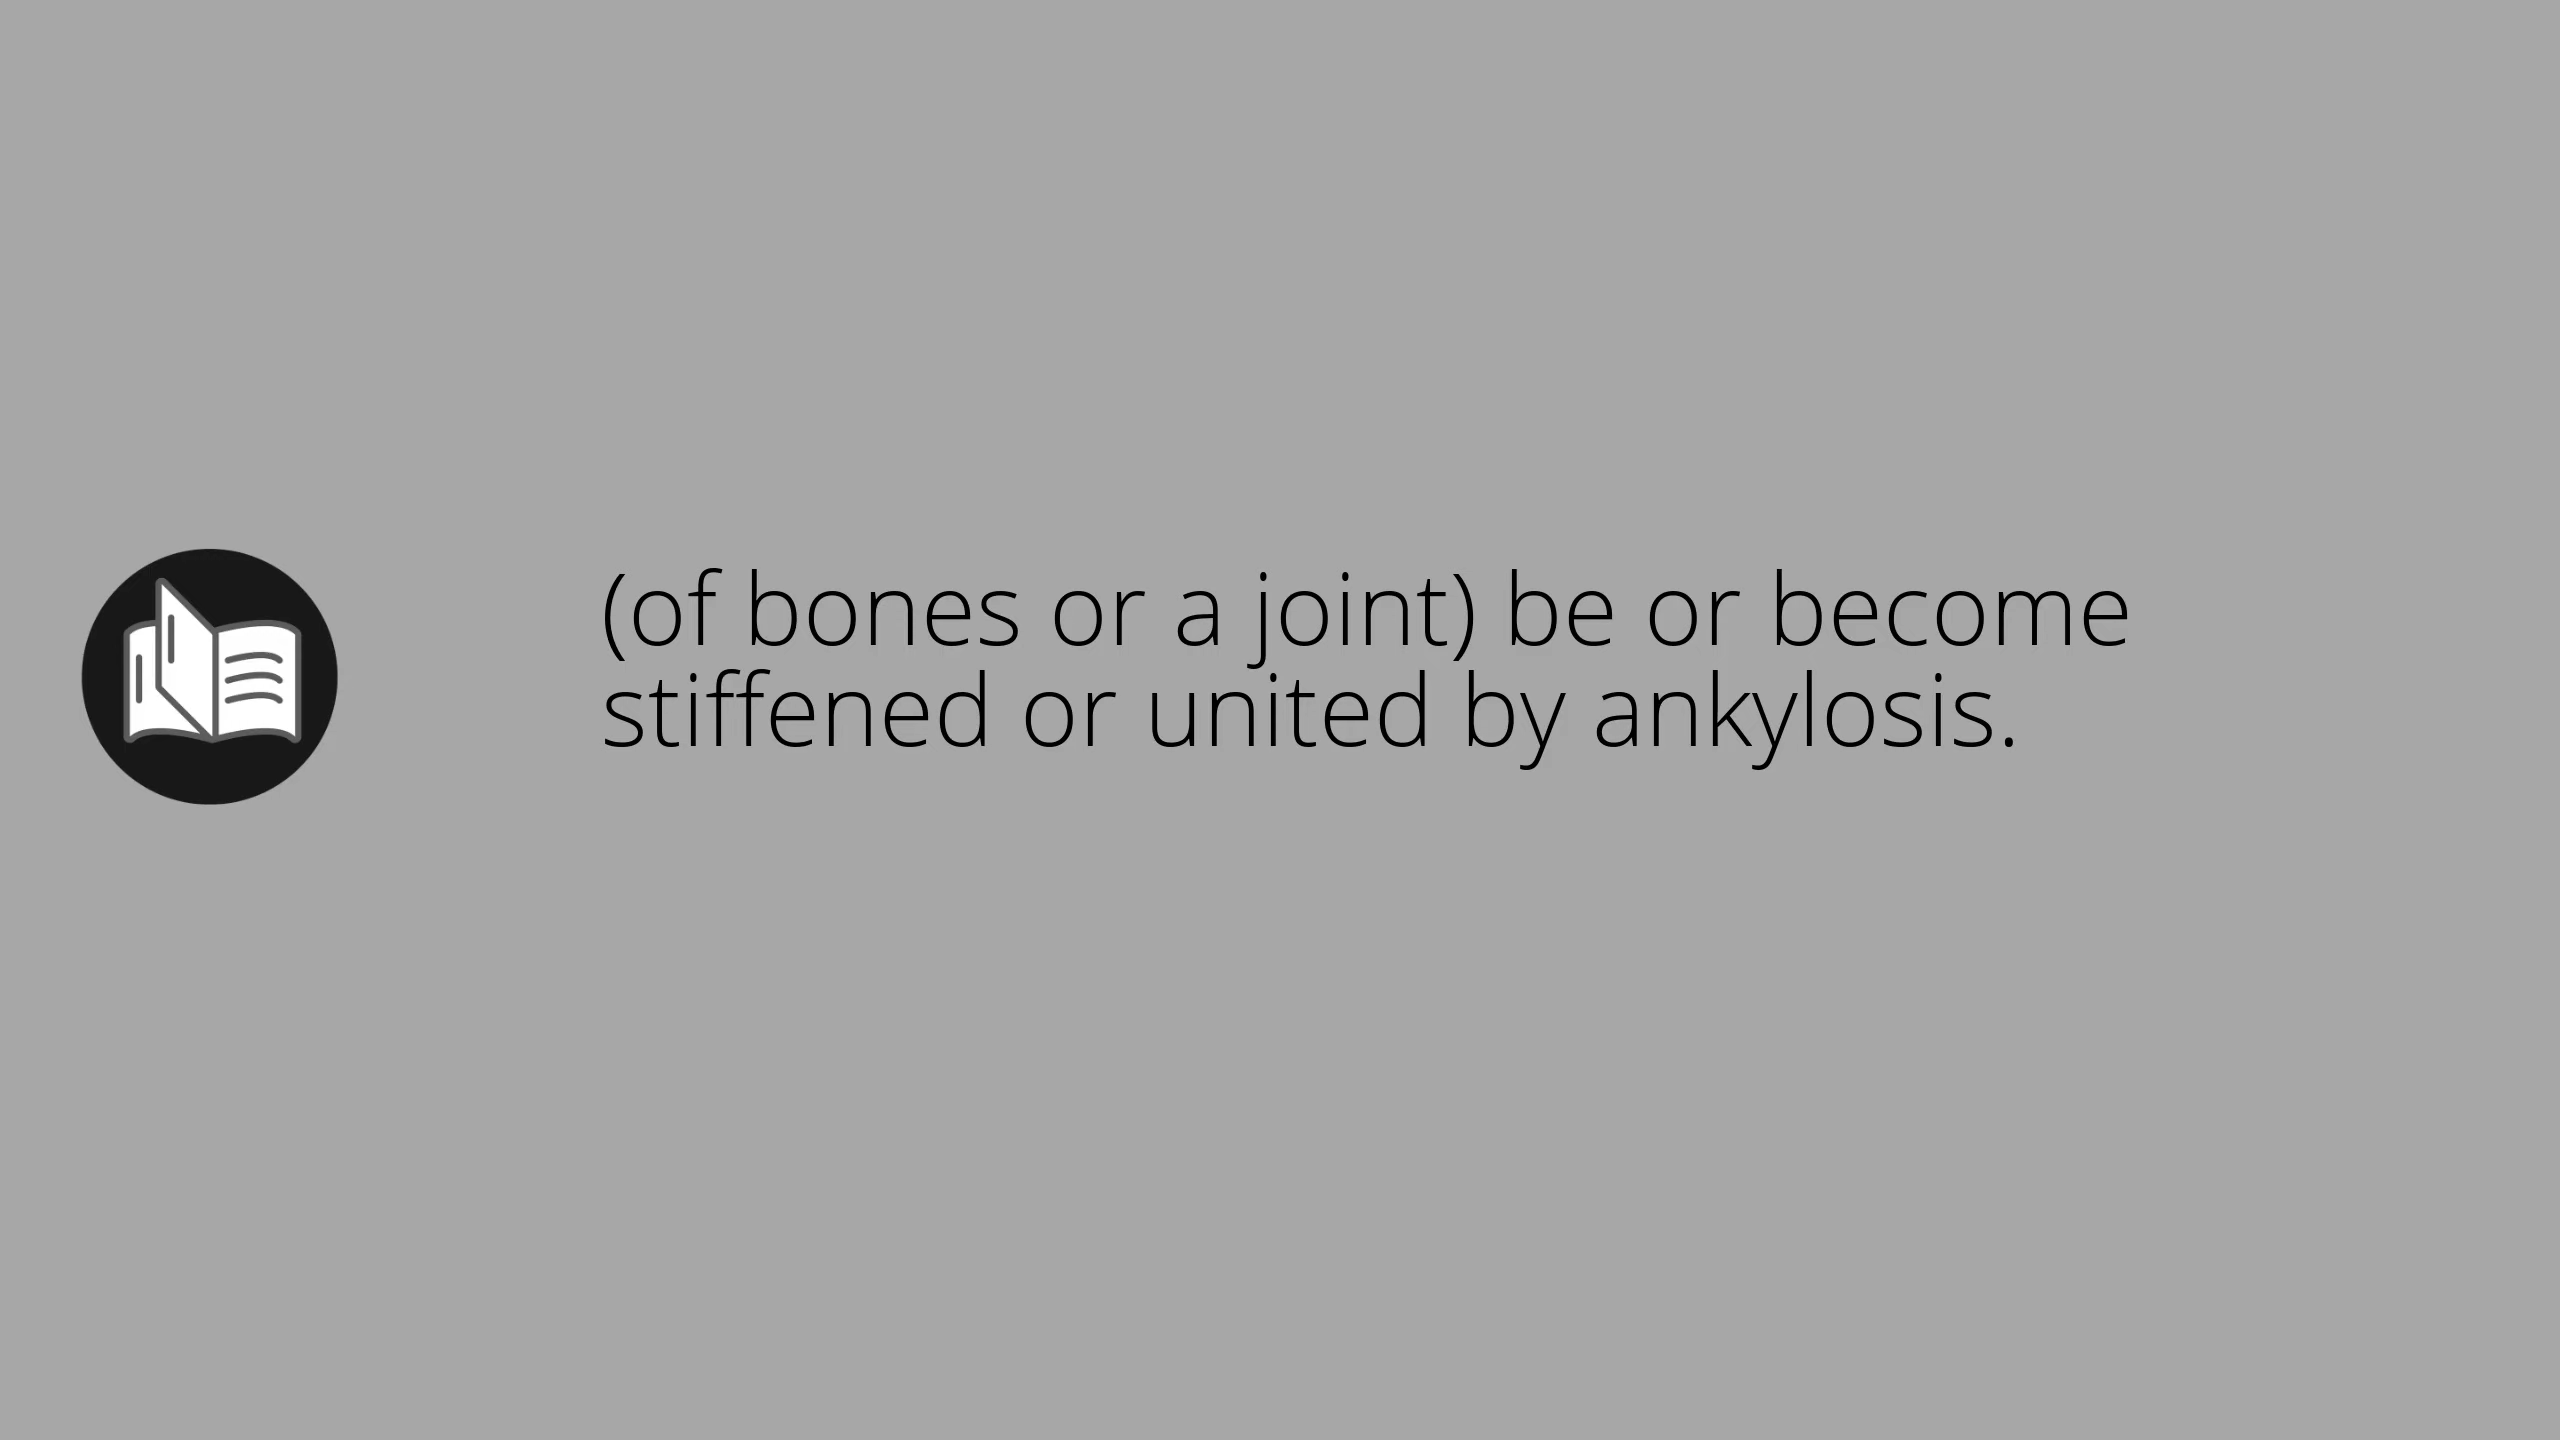 (of bones or a joint) be or become
stiffened or united by ankylosis.